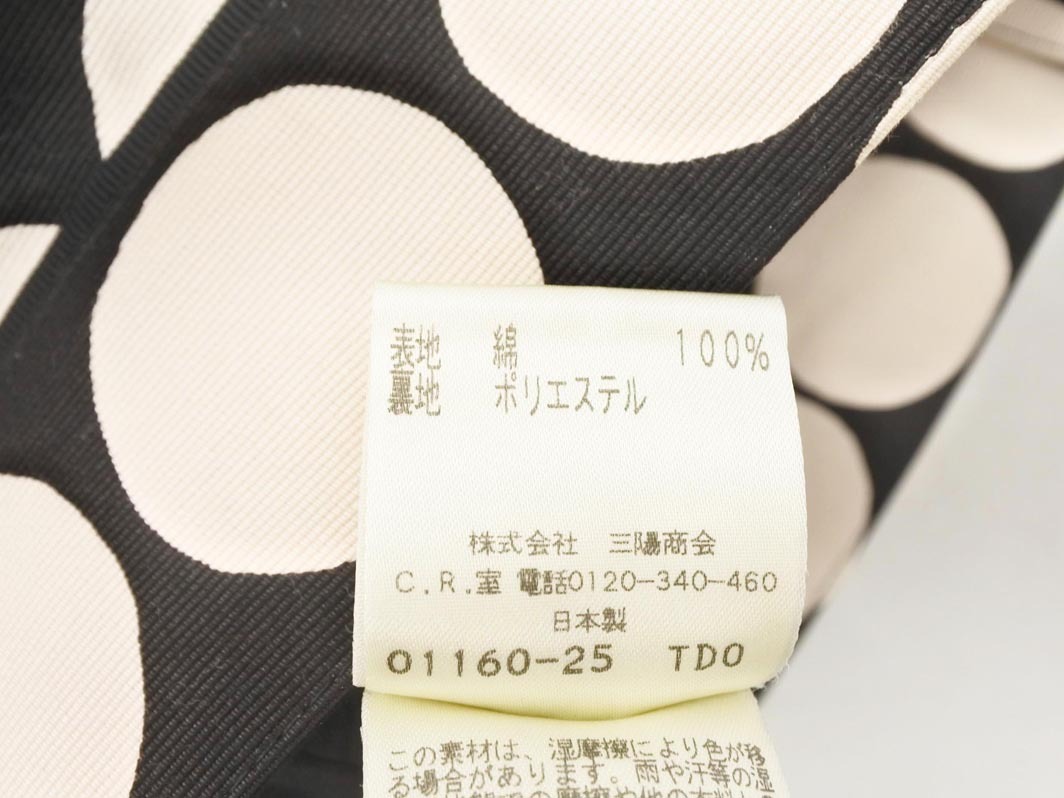 表地 綿 100%
裏地 ポリエステル
株式会社 三陽商会
C.R.室 電話0120-340-460
日本製
01160-25 TDO
この素材は、湿摩擦により色が移
る場合があります。雨や汗等の湿